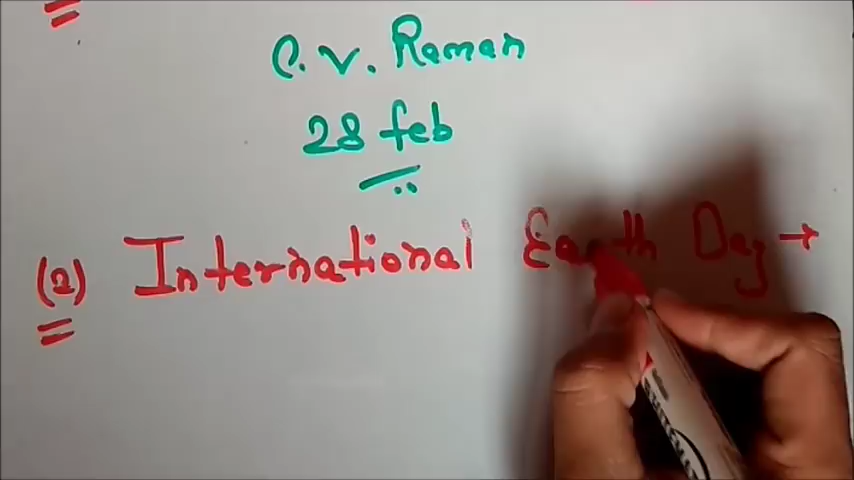 C. V. Raman
28 feb
(2) International Earth Day →